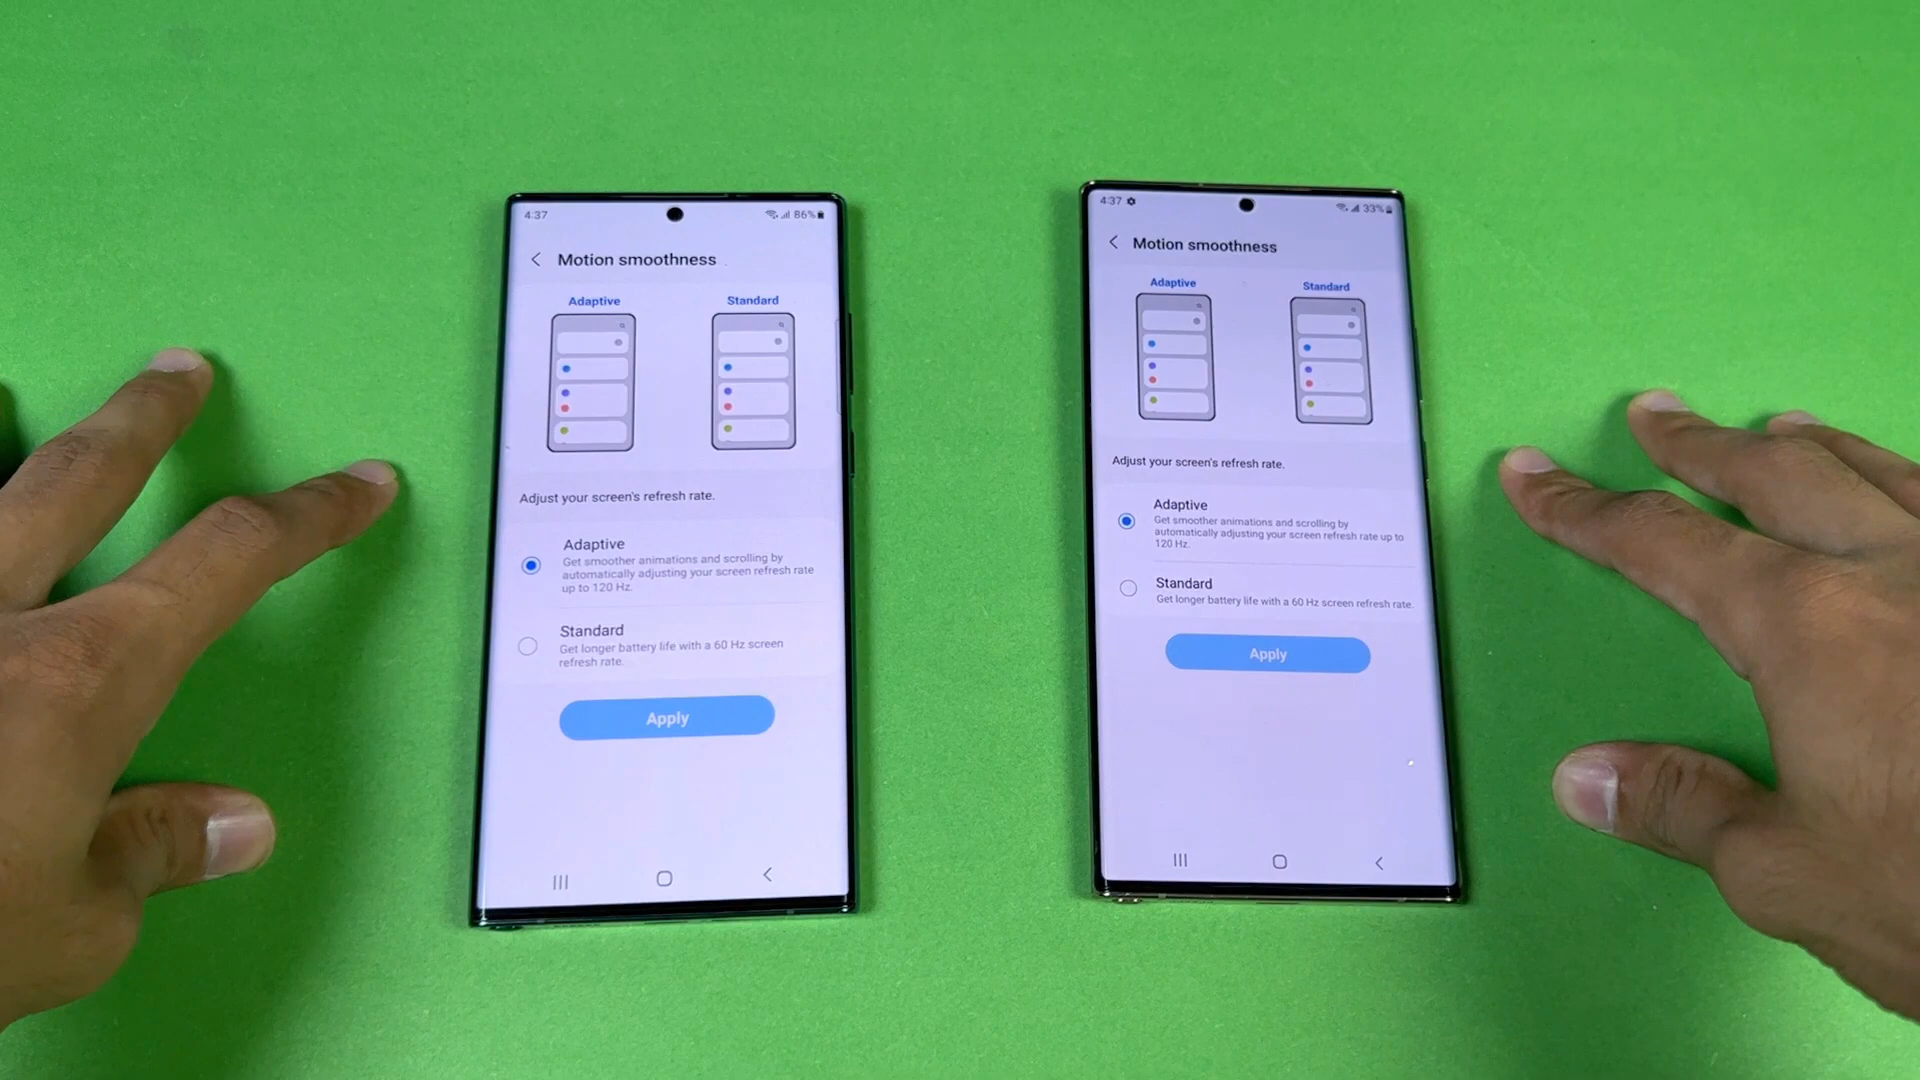 4:37
86%
Motion smoothness
Adaptive
Standard
Adjust your screen's refresh rate.
Adaptive
Get smoother animations and scrolling by
automatically adjusting your screen refresh rate
up to 120 Hz.
Standard
Get longer battery life with a 60 Hz screen
refresh rate.
Apply
4:37
33%
Motion smoothness
Adaptive
Standard
Adjust your screen's refresh rate.
Adaptive
Get smoother animations and scrolling by
automatically adjusting your screen refresh rate up to
120 Hz.
Standard
Get longer battery life with a 60 Hz screen refresh rate.
Apply